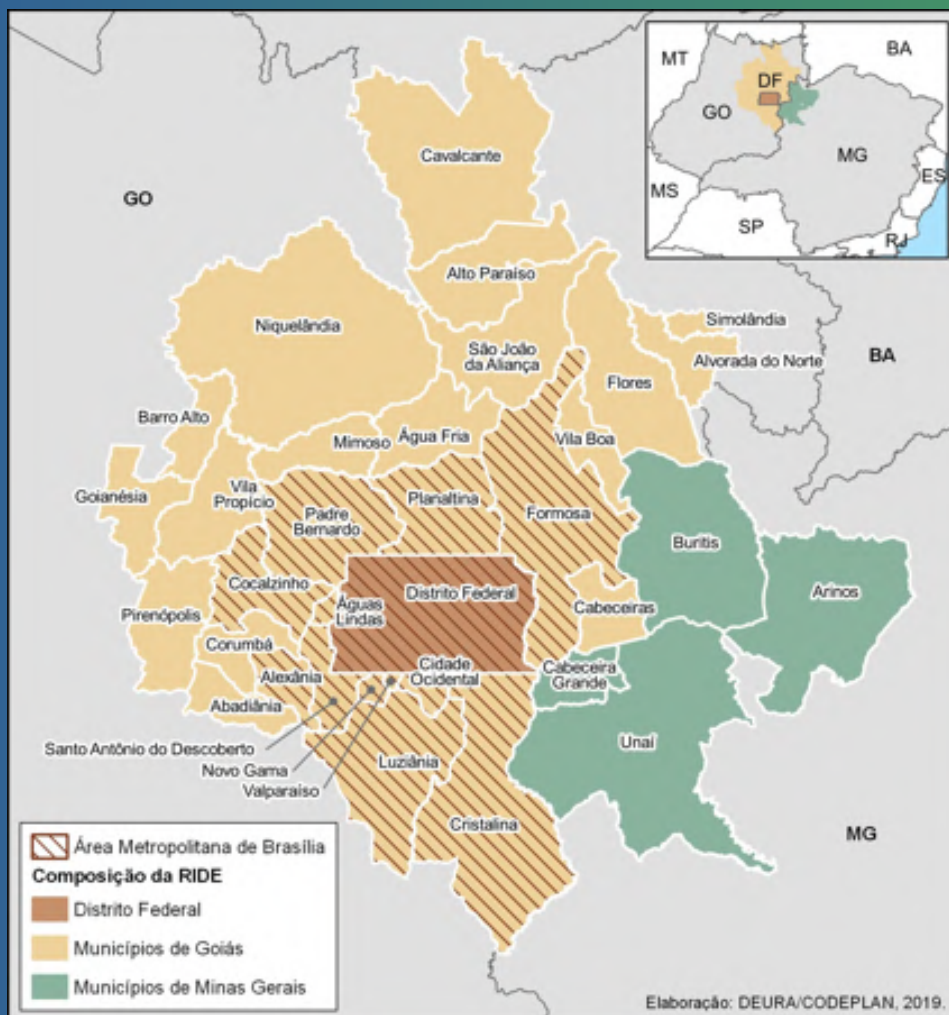 MT
BA
DF
GO
MG
ES
MS
SP
RJ
GO
Cavalcante
Alto Paraíso
Niquelândia
São João
da Aliança
Simolândia
Flores
Alvorada do Norte
BA
Barro Alto
Mimoso
Água Fria
Vila Boa
Goianésia
Vila
Propício
Padre
Bernardo
Planaltina
Formosa
Buritis
Arinos
Cocalzinho
Águas
Lindas
Distrito Federal
Cabeceiras
Pirenópolis
Corumbá
Alexânia
Cidade
Ocidental
Cabeceira
Grande
Abadiânia
Santo Antônio do Descoberto
Novo Gama
Valparaíso
Luziânia
Unaí
Cristalina
MG
Área Metropolitana de Brasília
Composição da RIDE
Distrito Federal
Municípios de Goiás
Municípios de Minas Gerais
Elaboração: DEURA/CODEPLAN, 2019.